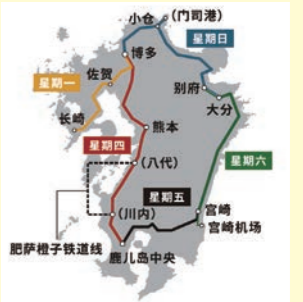 小仓
(门司港)
星期日
博多
佐贺
星期一
别府
大分
长崎
熊本
星期四
(八代)
星期六
星期五
(川内)
宫崎
宫崎机场
肥萨橙子铁道线
鹿儿岛中央